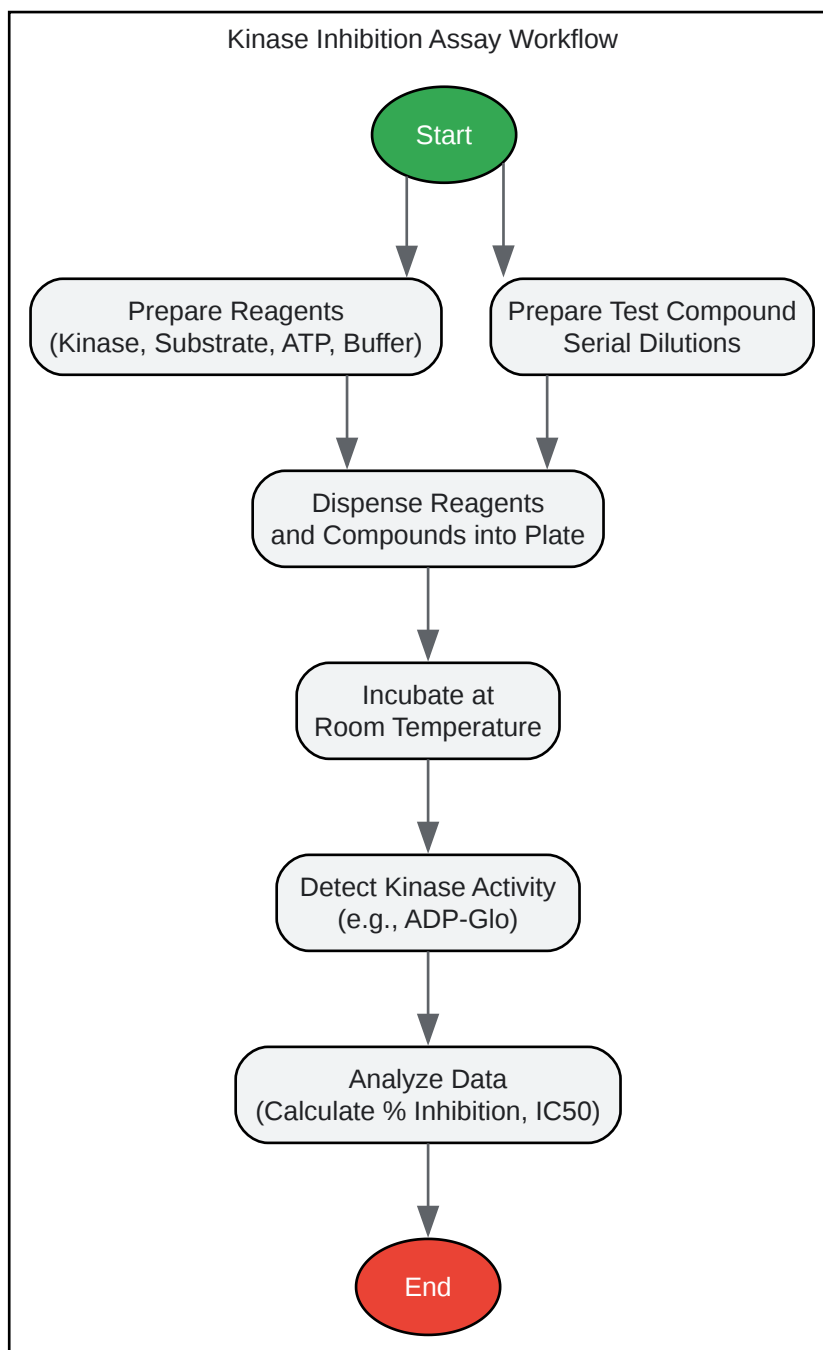 Kinase Inhibition Assay Workflow
Start
Prepare Reagents
(Kinase, Substrate, ATP, Buffer)
Prepare Test Compound
Serial Dilutions
Dispense Reagents
and Compounds into Plate
Incubate at
Room Temperature
Detect Kinase Activity
(e.g., ADP-Glo)
Analyze Data
(Calculate % Inhibition, IC50)
End